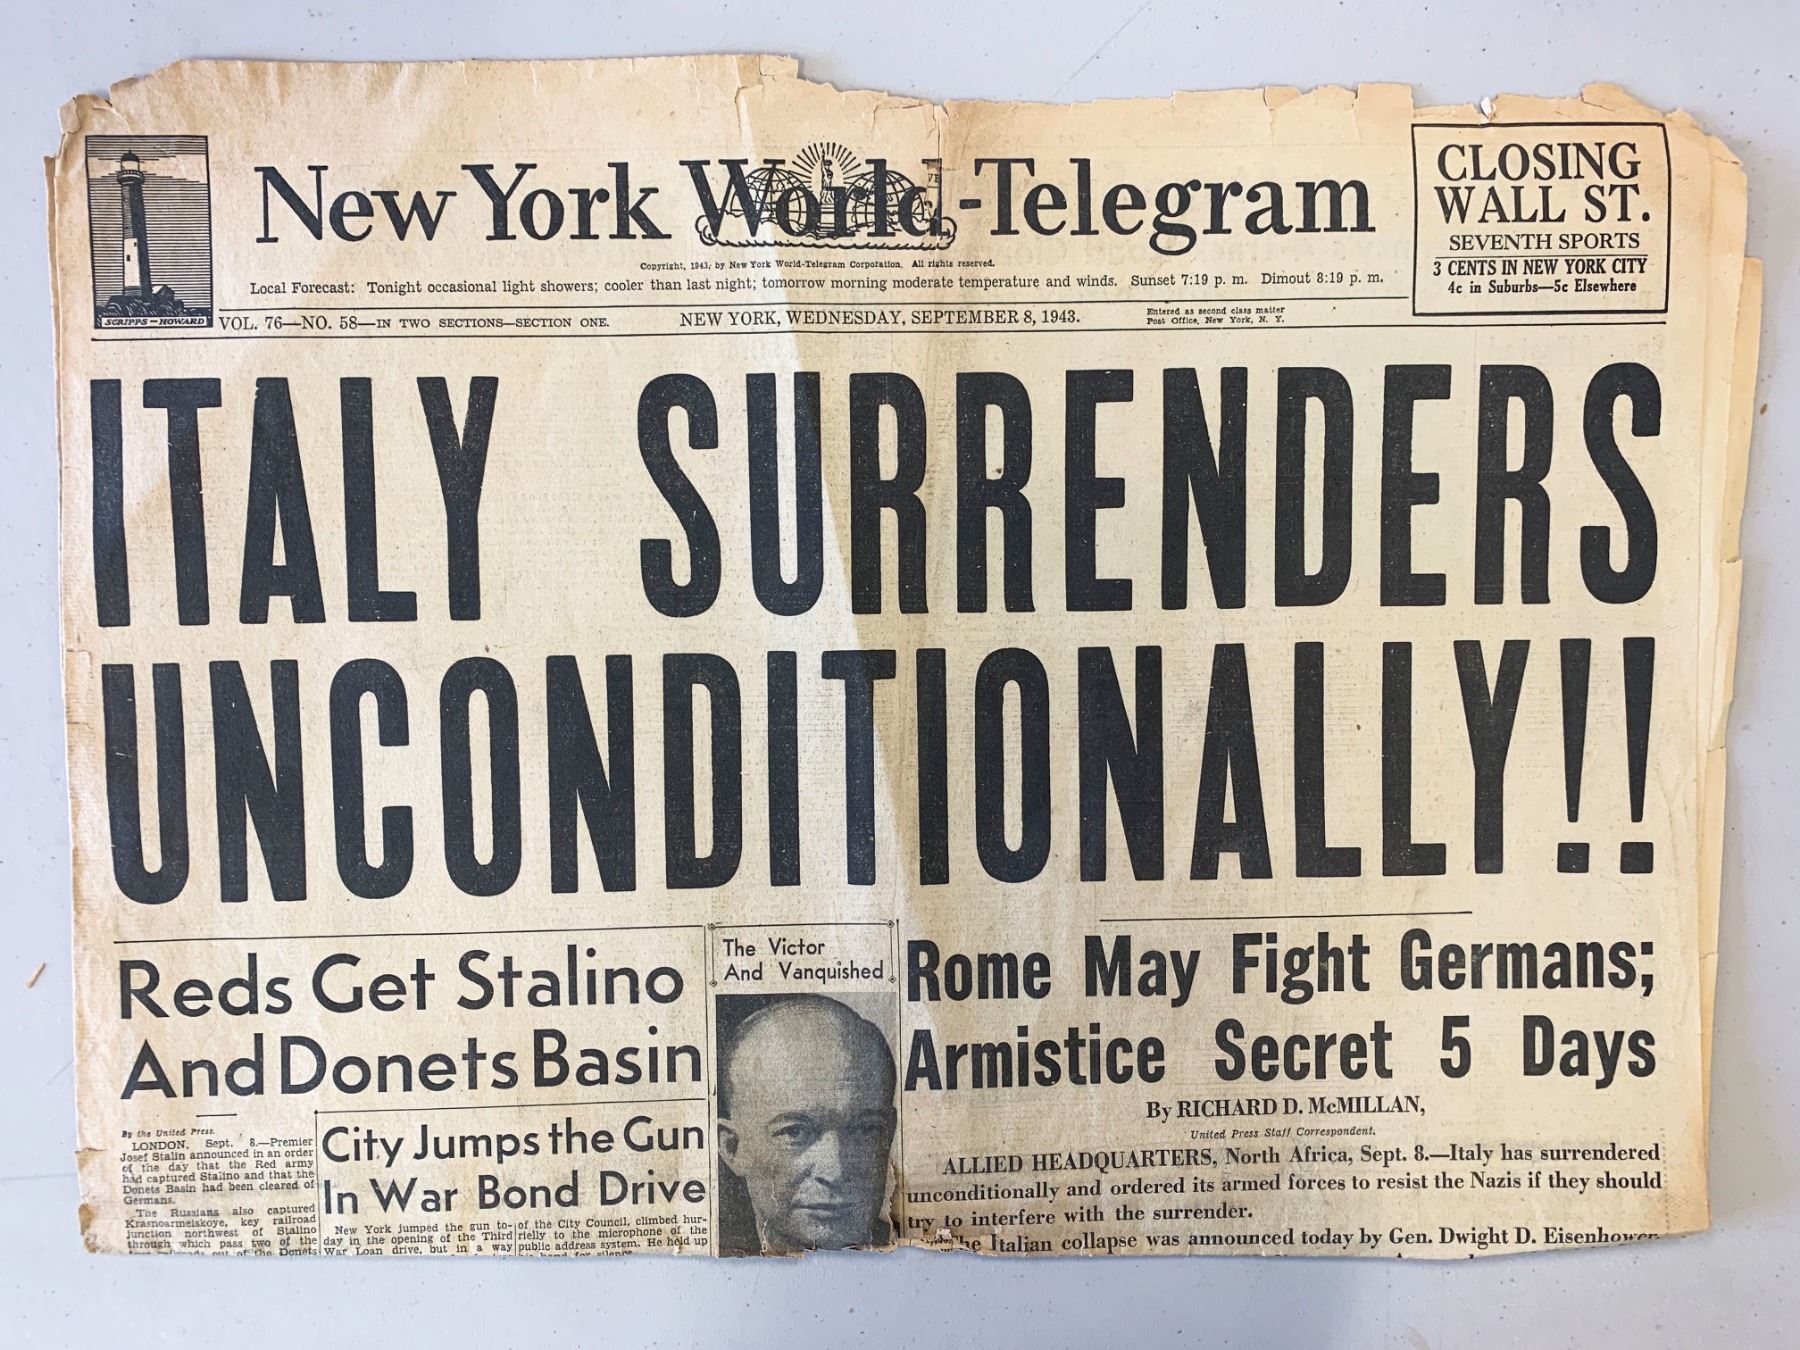 SCRIPPS—HOWARD
New York World-Telegram
CLOSING
WALL ST.
SEVENTH SPORTS
3 CENTS IN NEW YORK CITY
4c in Suburbs—5c Elsewhere
Copyright, 1943, by New York World-Telegram Corporation. All rights reserved.
Local Forecast: Tonight occasional light showers; cooler than last night; tomorrow morning moderate temperature and winds. Sunset 7:19 p. m. Dimout 8:19 p. m.
VOL. 76—NO. 58—IN TWO SECTIONS—SECTION ONE.
NEW YORK, WEDNESDAY, SEPTEMBER 8, 1943.
Entered as second class matter
Post Office, New York, N. Y.
ITALY SURRENDERS
UNCONDITIONALLY!!
Reds Get Stalino
And Donets Basin
By the United Press.
LONDON, Sept. 8.—Premier
Josef Stalin announced in an order
of the day that the Red army
had captured Stalino and that the
Donets Basin had been cleared of
Germans.
The Russians also captured
Krasnoarmeiskoye, key railroad
junction northwest of Stalino
through which pass two of the
out of the Donets
City Jumps the Gun
In War Bond Drive
New York jumped the gun to-
day in the opening of the Third
War Loan drive, but in a way
of the City Council, climbed hur-
riedly to the microphone of the
public address system. He held up
his hand for silence.
The Victor
And Vanquished
Rome May Fight Germans;
Armistice Secret 5 Days
By RICHARD D. McMILLAN,
United Press Staff Correspondent.
ALLIED HEADQUARTERS, North Africa, Sept. 8.—Italy has surrendered
unconditionally and ordered its armed forces to resist the Nazis if they should
try to interfere with the surrender.
The Italian collapse was announced today by Gen. Dwight D. Eisenhower